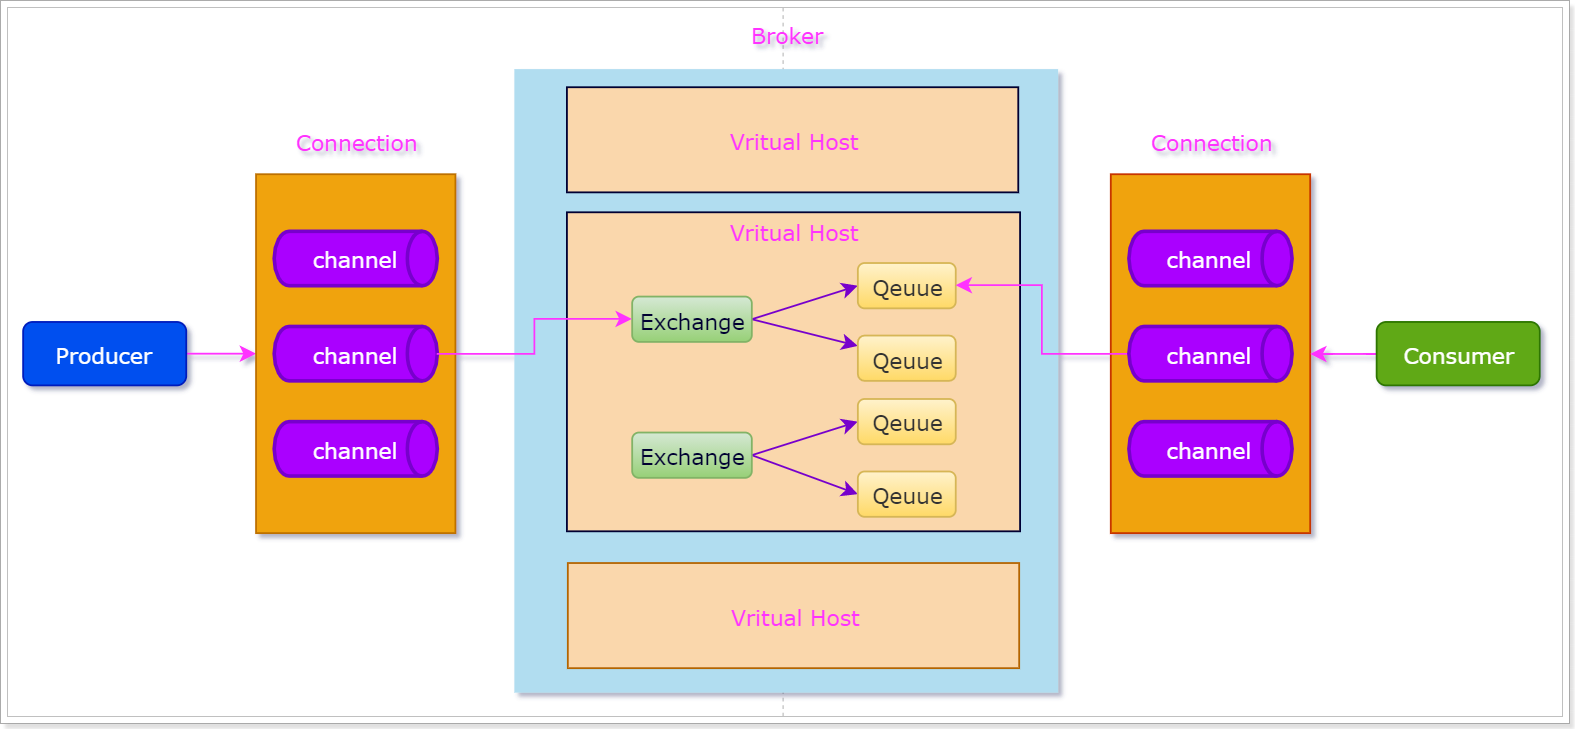 Broker
Connection
Vritual Host
Connection
channel
channel
channel
Producer
Vritual Host
Exchange
Qeuue
Qeuue
Exchange
Qeuue
Qeuue
Vritual Host
channel
channel
channel
Consumer